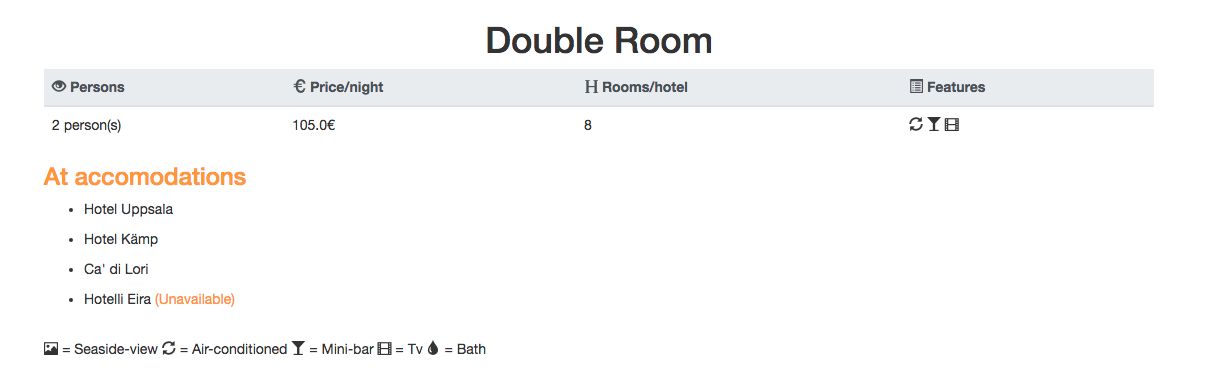 Double Room
Persons € Price/night H Rooms/hotel Features
2 person(s) 105.0€ 8
At accomodations
• Hotel Uppsala
• Hotel Kämp
• Ca' di Lori
• Hotelli Eira (Unavailable)
= Seaside-view = Air-conditioned = Mini-bar = Tv = Bath